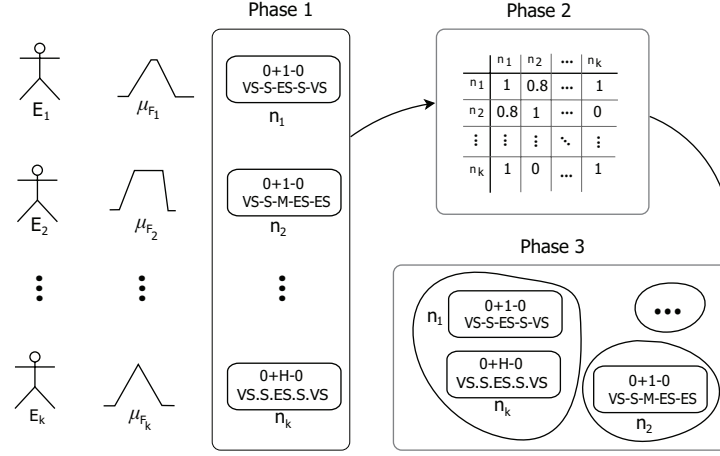 Phase 1
Phase 2
E1
μF1
0+1-0
VS-S-ES-S-VS
n1
n1 n2 ... nk
n1 1 0.8 ... 1
n2 0.8 1 ... 0
⋮ ⋮ ⋮ ⋱ ⋮
nk 1 0 ... 1
E2
μF2
0+1-0
VS-S-M-ES-ES
n2
Phase 3
n1
0+1-0
VS-S-ES-S-VS
0+H-0
VS.S.ES.S.VS
nk
...
0+1-0
VS-S-M-ES-ES
n2
Ek
μFk
0+H-0
VS.S.ES.S.VS
nk